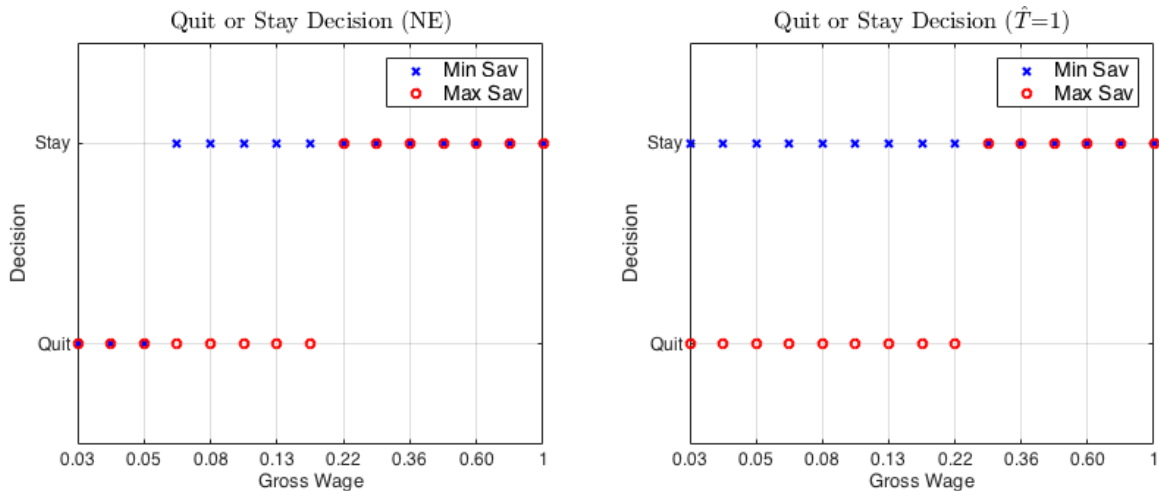 Quit or Stay Decision (NE)
Min Sav
Max Sav
Stay
Quit
Decision
0.03 0.05 0.08 0.13 0.22 0.36 0.60 1
Gross Wage
Quit or Stay Decision (T̂=1)
Min Sav
Max Sav
Stay
Quit
Decision
0.03 0.05 0.08 0.13 0.22 0.36 0.60 1
Gross Wage